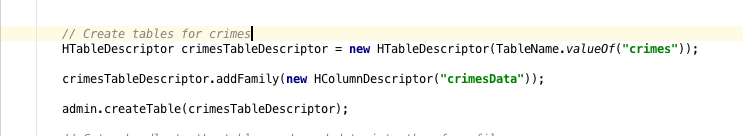 // Create tables for crimes
HTableDescriptor crimesTableDescriptor = new HTableDescriptor(TableName.valueOf("crimes"));
crimesTableDescriptor.addFamily(new HColumnDescriptor("crimesData"));
admin.createTable(crimesTableDescriptor);